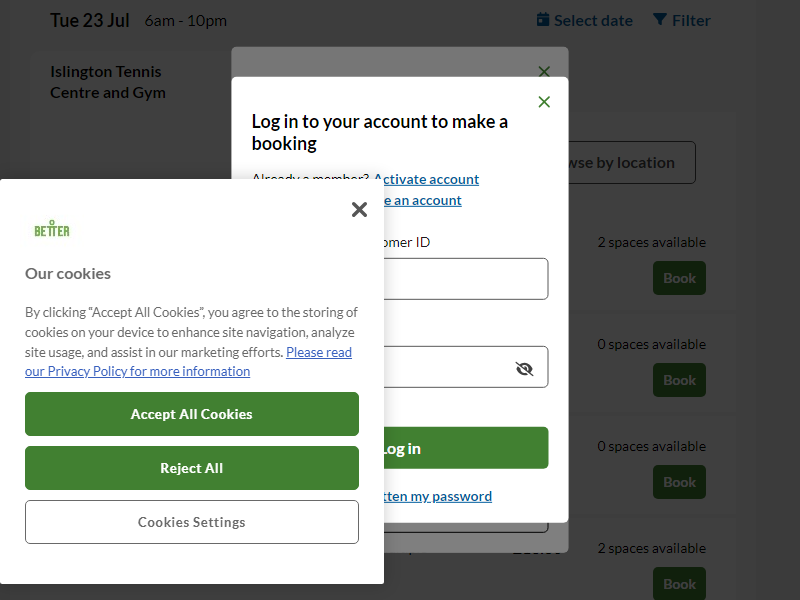 Tue 23 Jul 6am - 10pm
Select date
Filter
Islington Tennis
Centre and Gym
Log in to your account to make a
booking
Already a member? Activate account
e an account
wse by location
omer ID
2 spaces available
Book
0 spaces available
Book
0 spaces available
Book
2 spaces available
Book
Log in
tten my password
BETTER
Our cookies
By clicking "Accept All Cookies", you agree to the storing of
cookies on your device to enhance site navigation, analyze
site usage, and assist in our marketing efforts. Please read
our Privacy Policy for more information
Accept All Cookies
Reject All
Cookies Settings